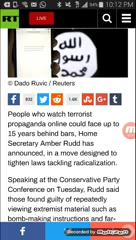 10:12 PM
RT
LIVE
© Dado Ruvic / Reuters
People who watch terrorist
propaganda online could face up to
15 years behind bars, Home
Secretary Amber Rudd has
announced, in a move designed to
tighten laws tackling radicalization.
Speaking at the Conservative
Party Conference on Tuesday, Rudd said
those found guilty of repeatedly
viewing extremist material such as
bomb-making instructions and far-